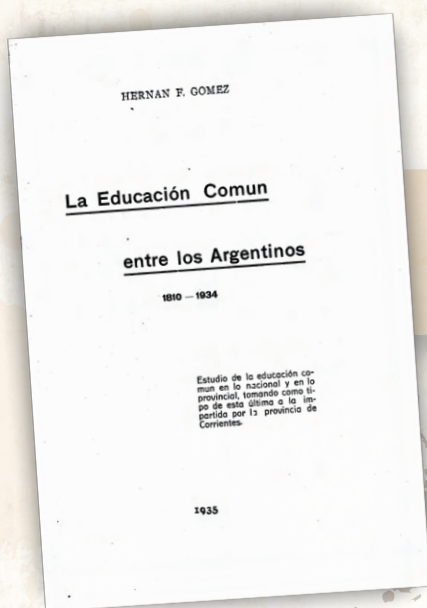 HERNAN F. GOMEZ
La Educación Comun
entre los Argentinos
1810 — 1934
Estudio de la educación co-
mun en lo nacional y en lo
provincial, tomando como ti-
po de esta última a la im-
partida por la provincia de
Corrientes.
1935